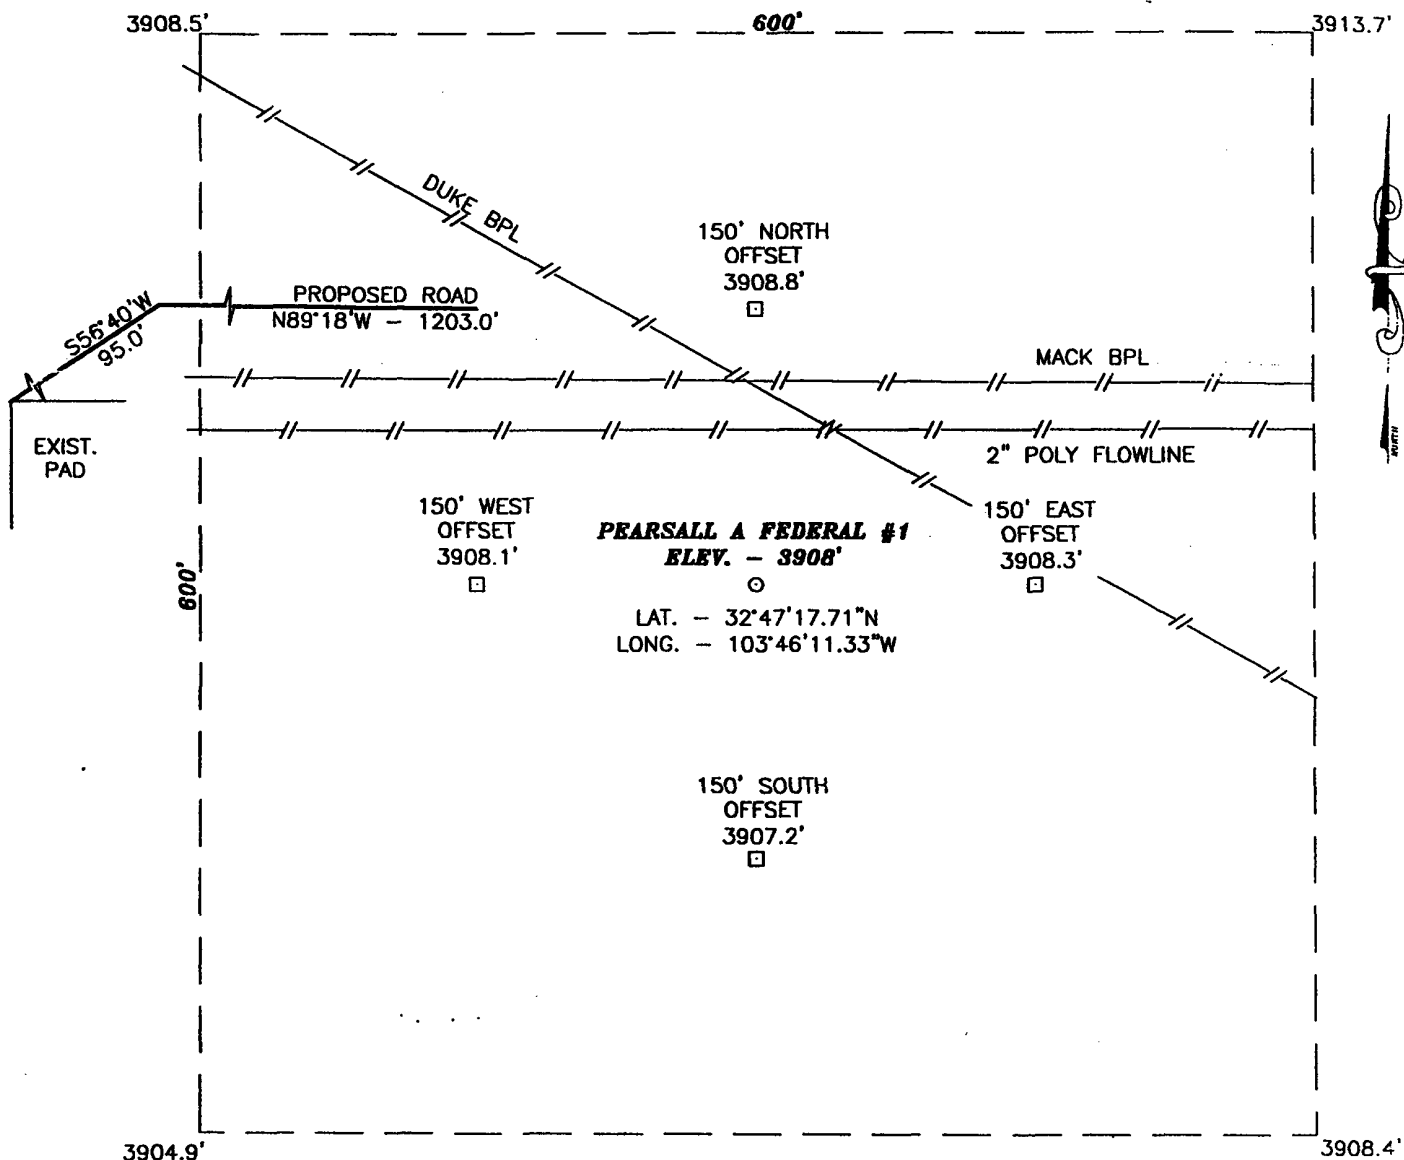 3908.5'
600'
3913.7'
DUKE BPL
150' NORTH
OFFSET
3908.8'
PROPOSED ROAD
N89°18'W - 1203.0'
S56°40'W
95.0'
MACK BPL
EXIST.
PAD
2" POLY FLOWLINE
NORTH
150' WEST
OFFSET
3908.1'
PEARSALL A FEDERAL #1
ELEV. - 3908'
150' EAST
OFFSET
3908.3'
600'
LAT. - 32°47'17.71"N
LONG. - 103°46'11.33"W
150' SOUTH
OFFSET
3907.2'
3904.9'
3908.4'